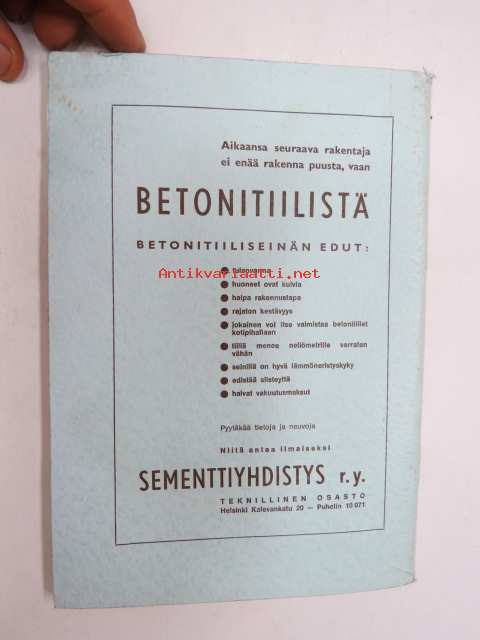 Aikaansa seuraava rakentaja
ei enää rakenna puusta, vaan
BETONITIILISTÄ
BETONITIILISEINÄN EDUT:
Antikvariaatti.net
● tulenvarma
● huoneet ovat kuivia
● halpa rakennustapa
● rajaton kestävyys
● jokainen voi itse valmistaa betonitiilet
kotipihallaan
● tiiliä menee neliömetrille verraten
vähän
● seinillä on hyvä lämmöneristyskyky
● edistää siisteyttä
● halvat vakuutusmaksut
Pyytäkää tietoja ja neuvoja
Niitä antaa ilmaiseksi
SEMENTTIYHDISTYS r.y.
TEKNILLINEN OSASTO
Helsinki Kalevankatu 20 — Puhelin 10 071